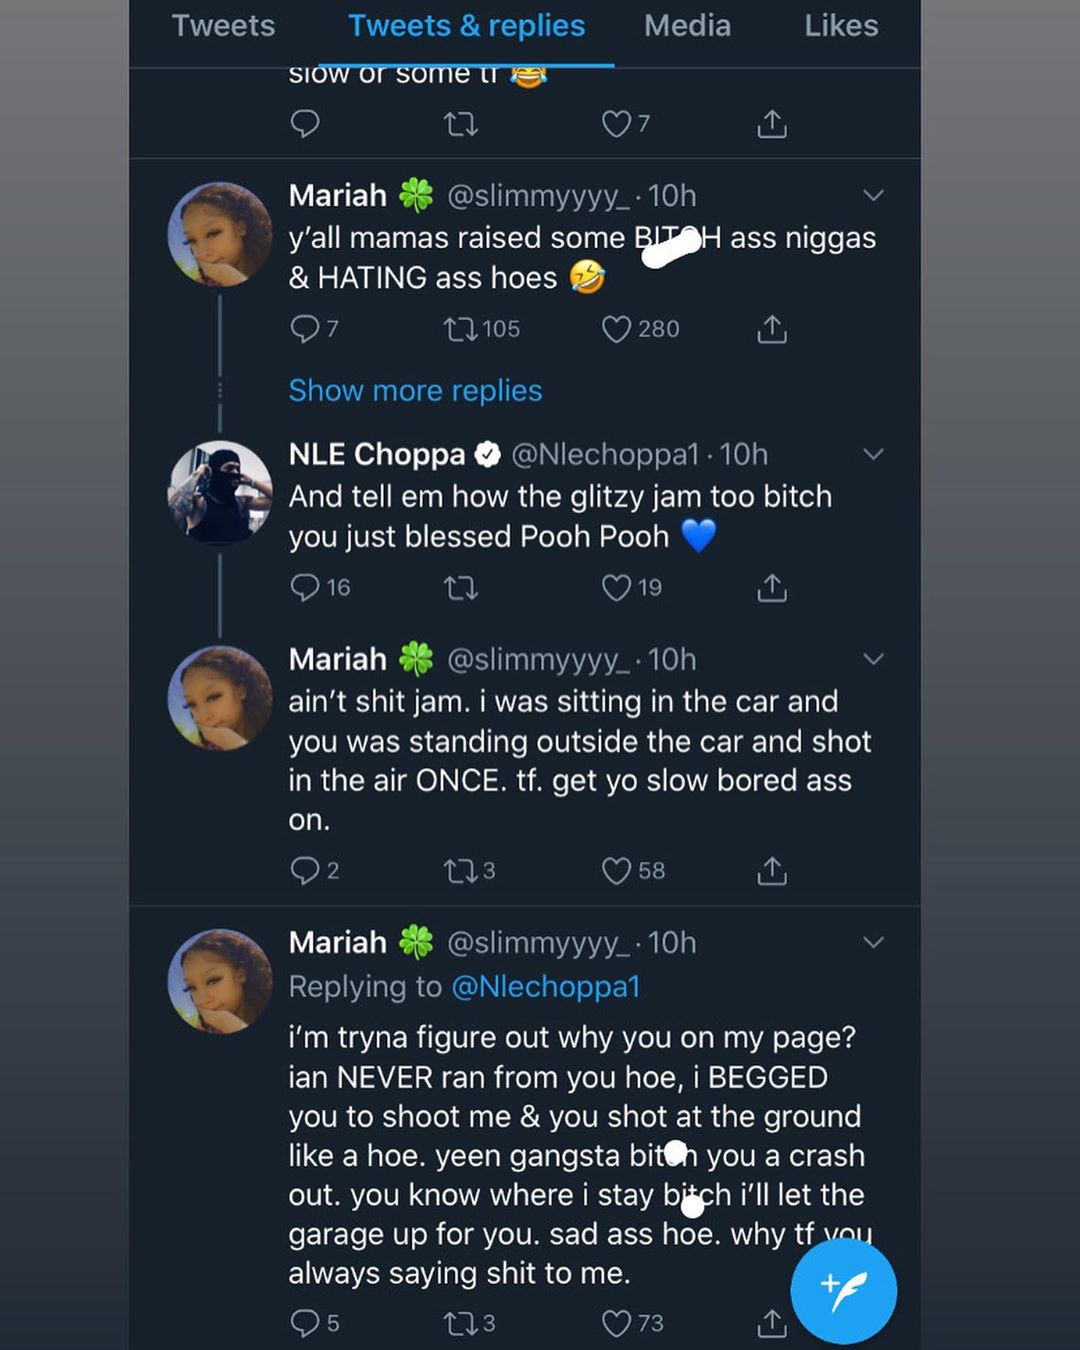 Tweets Tweets & replies Media Likes
slow or some tf 😂
7
Mariah 🍀 @slimmyyyy_ · 10h
y'all mamas raised some BITCH ass niggas
& HATING ass hoes 🤣
7 105 280
Show more replies
NLE Choppa @Nlechoppa1 · 10h
And tell em how the glitzy jam too bitch
you just blessed Pooh Pooh 💙
16 19
Mariah 🍀 @slimmyyyy_ · 10h
ain't shit jam. i was sitting in the car and
you was standing outside the car and shot
in the air ONCE. tf. get yo slow bored ass
on.
2 3 58
Mariah 🍀 @slimmyyyy_ · 10h
Replying to @Nlechoppa1
i'm tryna figure out why you on my page?
ian NEVER ran from you hoe, i BEGGED
you to shoot me & you shot at the ground
like a hoe. yeen gangsta bitch you a crash
out. you know where i stay bitch i'll let the
garage up for you. sad ass hoe. why tf you
always saying shit to me.
5 3 73